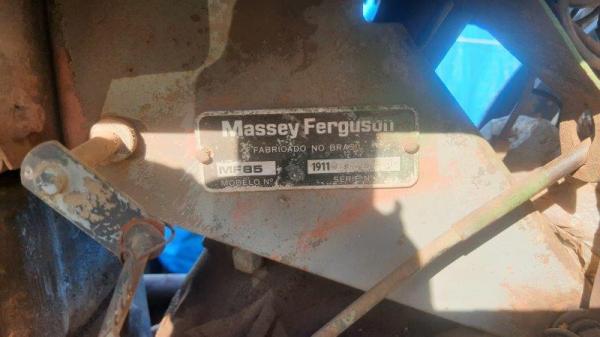 Massey Ferguson
FABRICADO NO BRASIL
MF85 1911
MODELO Nº SERIE Nº